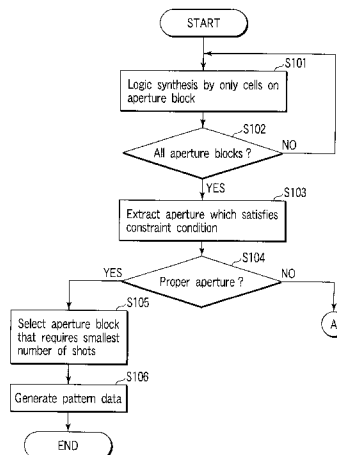 START
S101
Logic synthesis by only cells on
aperture block
S102
All aperture blocks ?
NO
YES
S103
Extract aperture which satisfies
constraint condition
S104
YES
Proper aperture ?
NO
S105
A
Select aperture block
that requires smallest
number of shots
S106
Generate pattern data
END